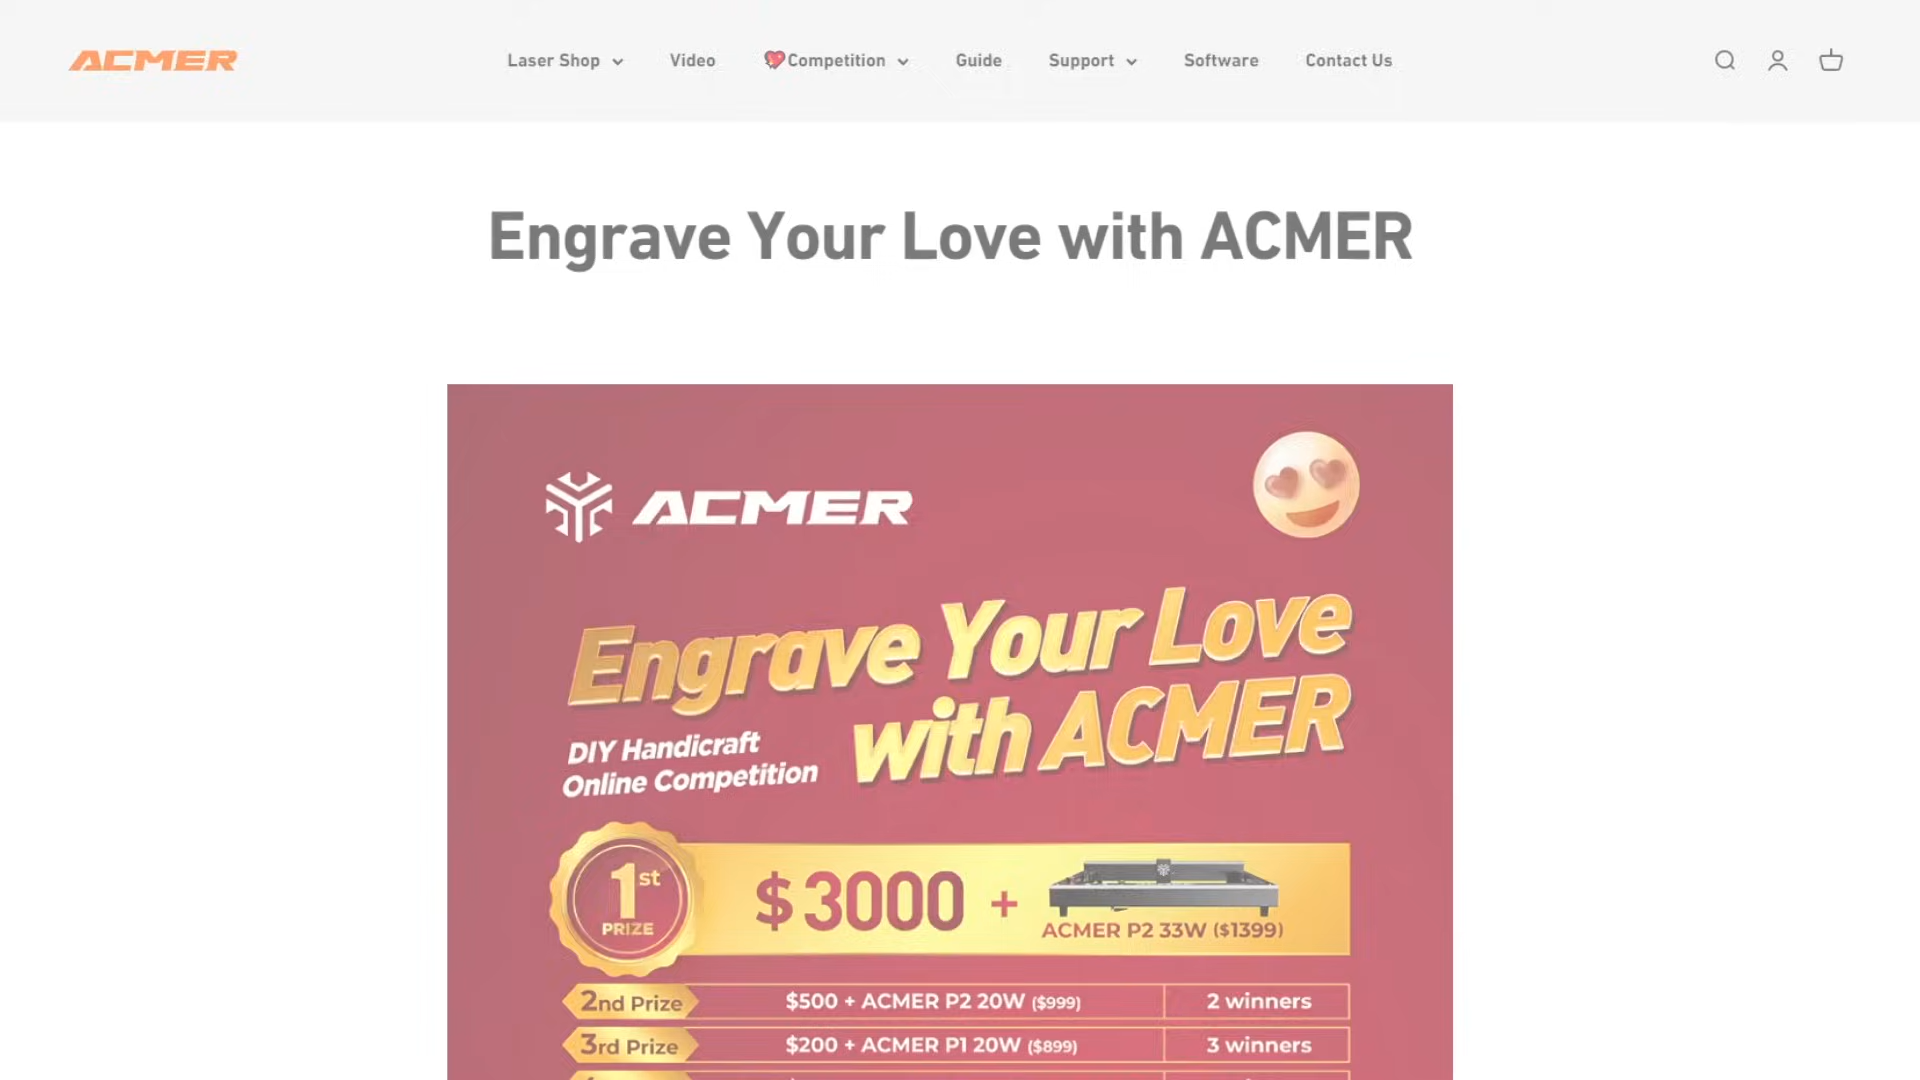 ACMER
Laser Shop
Video
💖Competition
Guide
Support
Software
Contact Us
Engrave Your Love with ACMER
ACMER
Engrave Your Love
with ACMER
DIY Handicraft
Online Competition
1st
PRIZE
$3000 +
ACMER P2 33W ($1399)
2nd Prize
$500 + ACMER P2 20W ($999)
2 winners
3rd Prize
$200 + ACMER P1 20W ($899)
3 winners